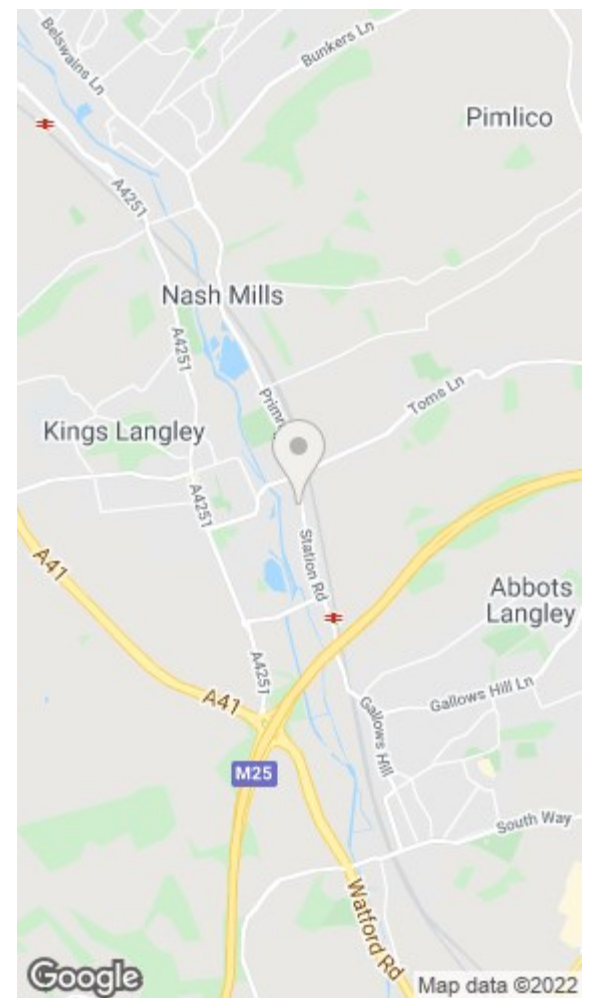 Belswains Ln
Bunkers Ln
Pimlico
A4251
Nash Mills
A4251
Toms Ln
Kings Langley
A4251
Station Rd
A41
Abbots
Langley
A4251
A41
Gallows Hill Ln
Gallows Hill
M25
South Way
Watford Rd
Google
Map data ©2022